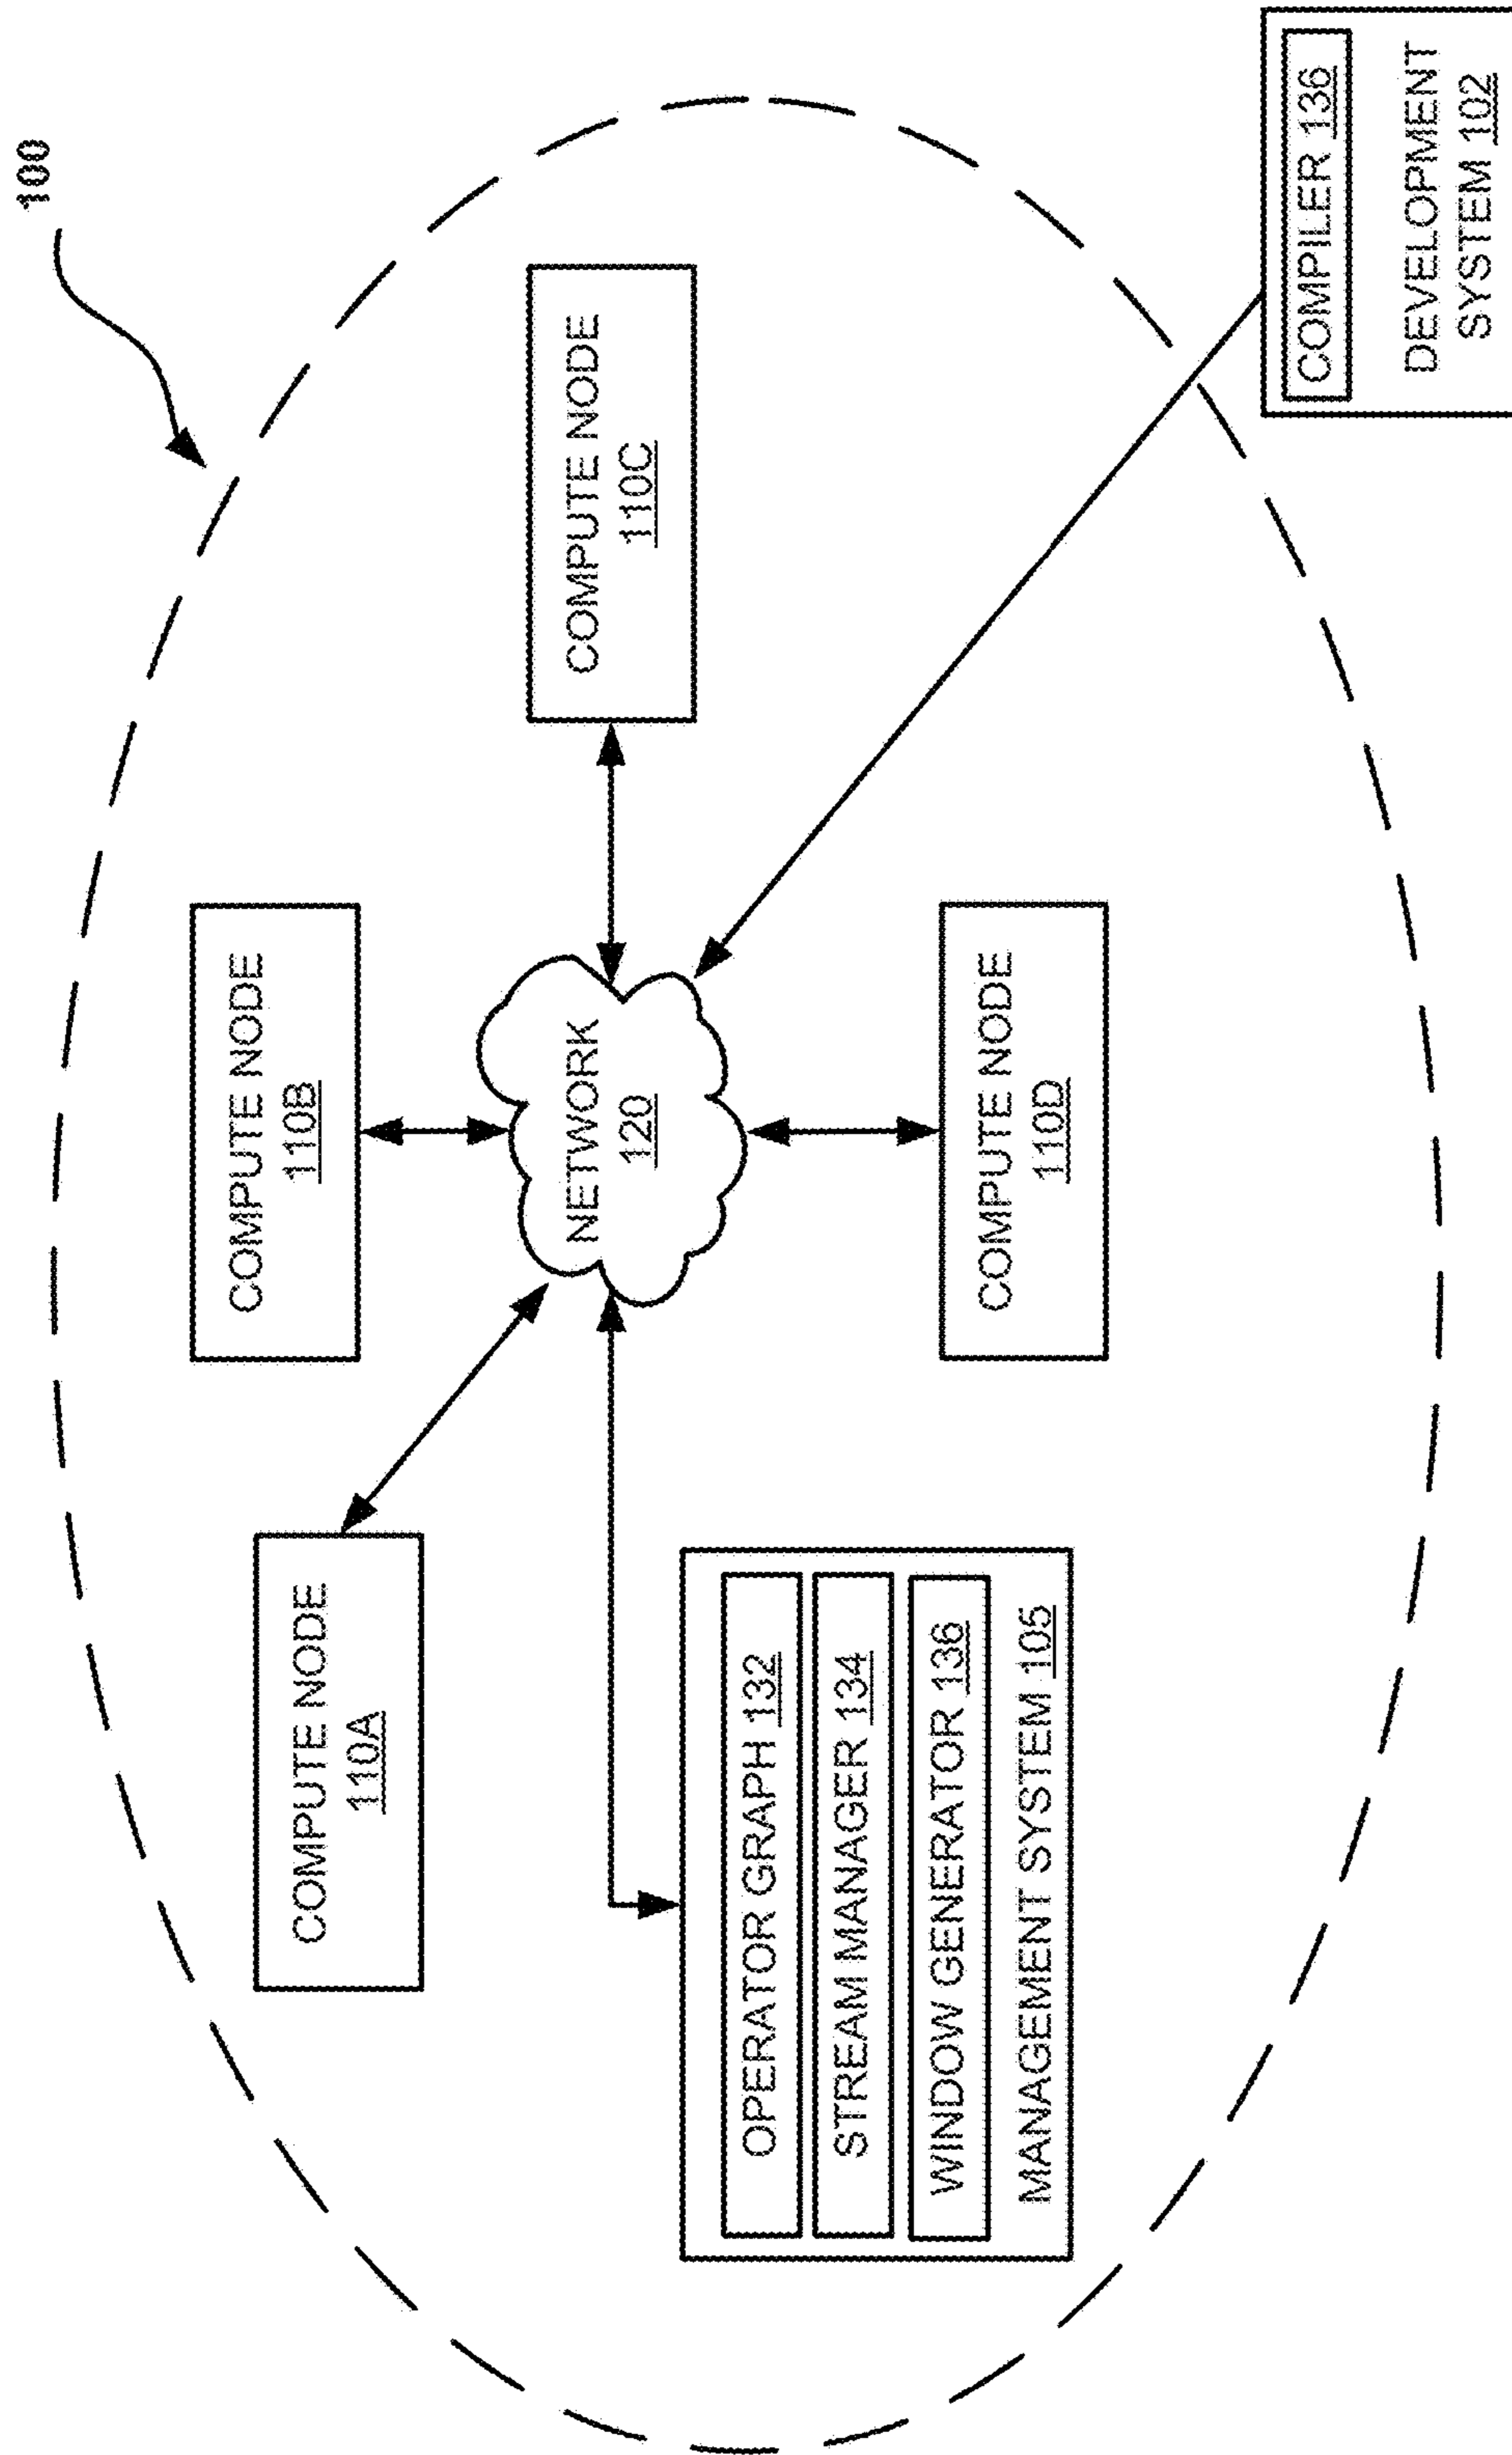 100
COMPUTE NODE
110A
COMPUTE NODE
110B
COMPUTE NODE
110C
NETWORK
120
OPERATOR GRAPH 132
STREAM MANAGER 134
WINDOW GENERATOR 136
MANAGEMENT SYSTEM 105
COMPUTE NODE
110D
COMPILER 136
DEVELOPMENT
SYSTEM 102